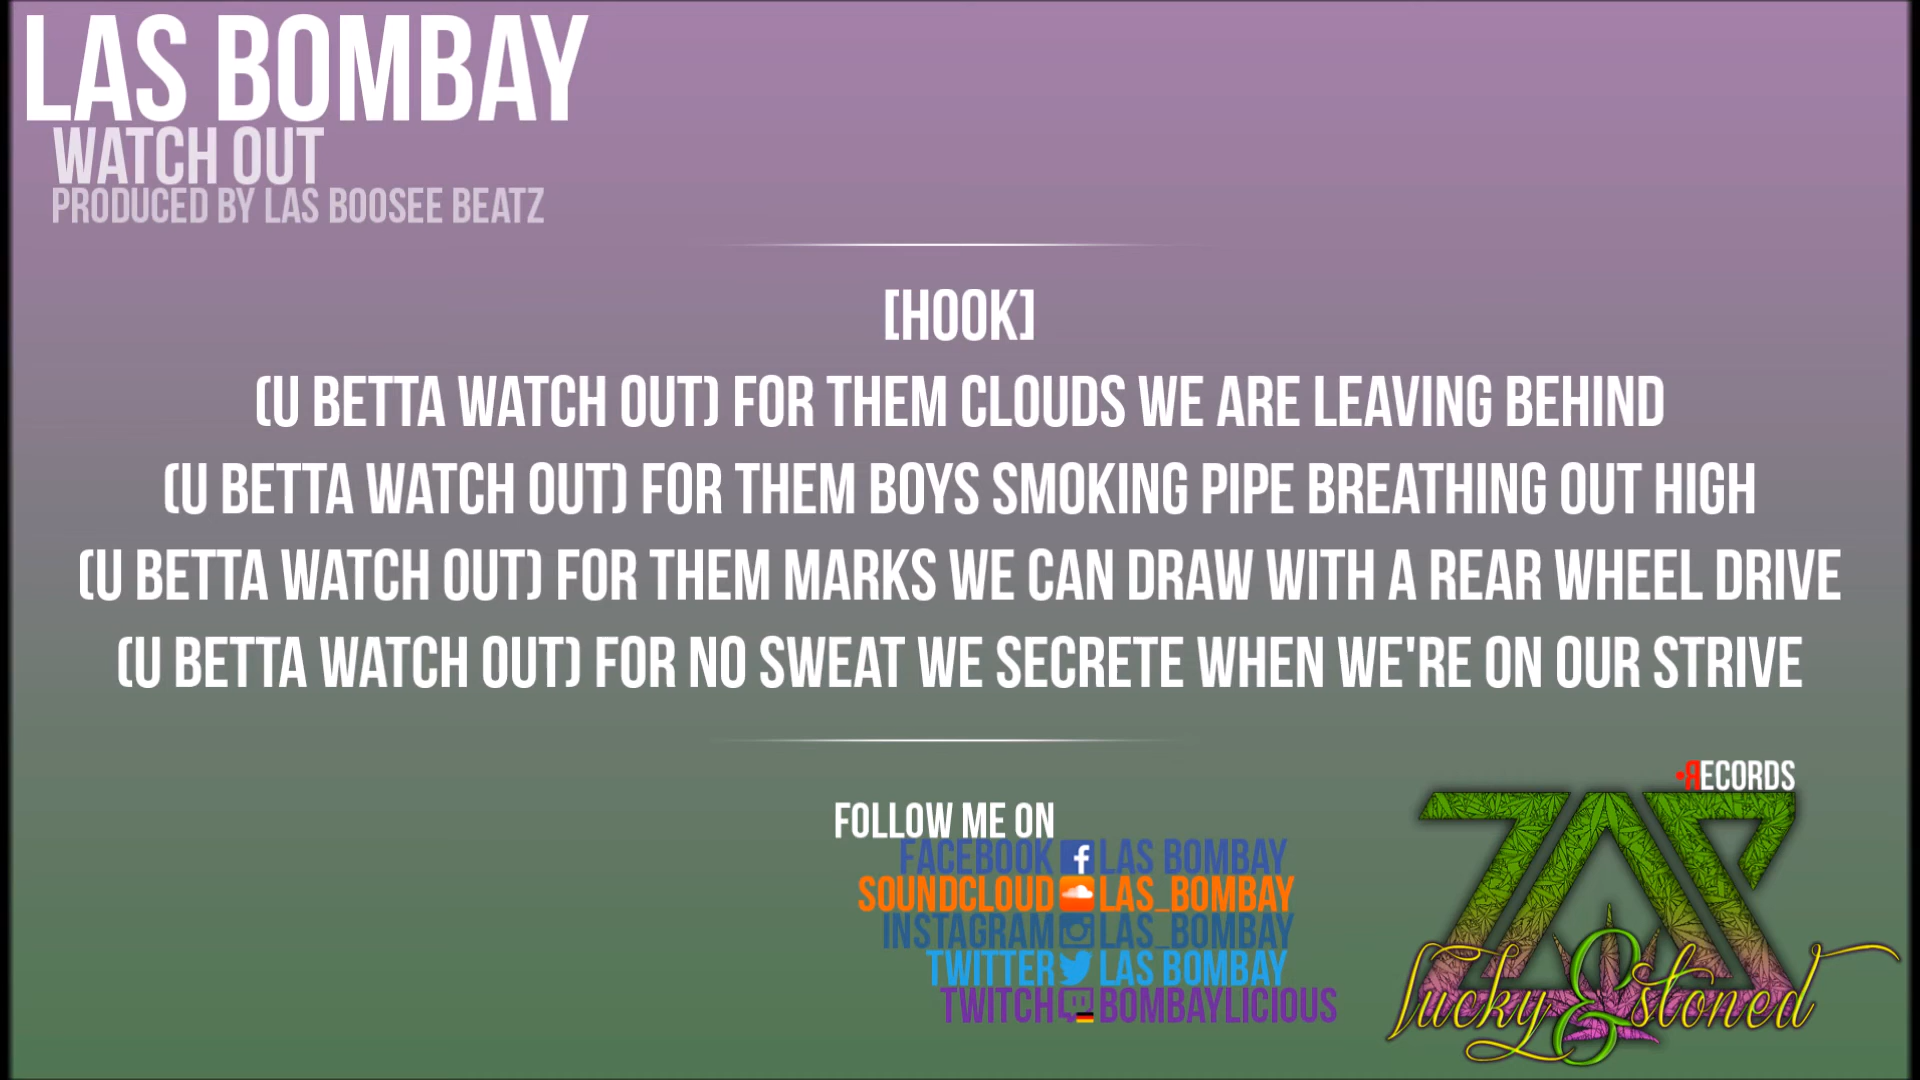 LAS BOMBAY
WATCH OUT
PRODUCED BY LAS BOOSEE BEATZ
[HOOK]
(U BETTA WATCH OUT) FOR THEM CLOUDS WE ARE LEAVING BEHIND
(U BETTA WATCH OUT) FOR THEM BOYS SMOKING PIPE BREATHING OUT HIGH
(U BETTA WATCH OUT) FOR THEM MARKS WE CAN DRAW WITH A REAR WHEEL DRIVE
(U BETTA WATCH OUT) FOR NO SWEAT WE SECRETE WHEN WE'RE ON OUR STRIVE
FOLLOW ME ON
FACEBOOK f LAS BOMBAY
SOUNDCLOUD LAS_BOMBAY
INSTAGRAM LAS_BOMBAY
TWITTER LAS BOMBAY
TWITCH BOMBAYLICIOUS
•ЯECORDS
Lucky & stoned